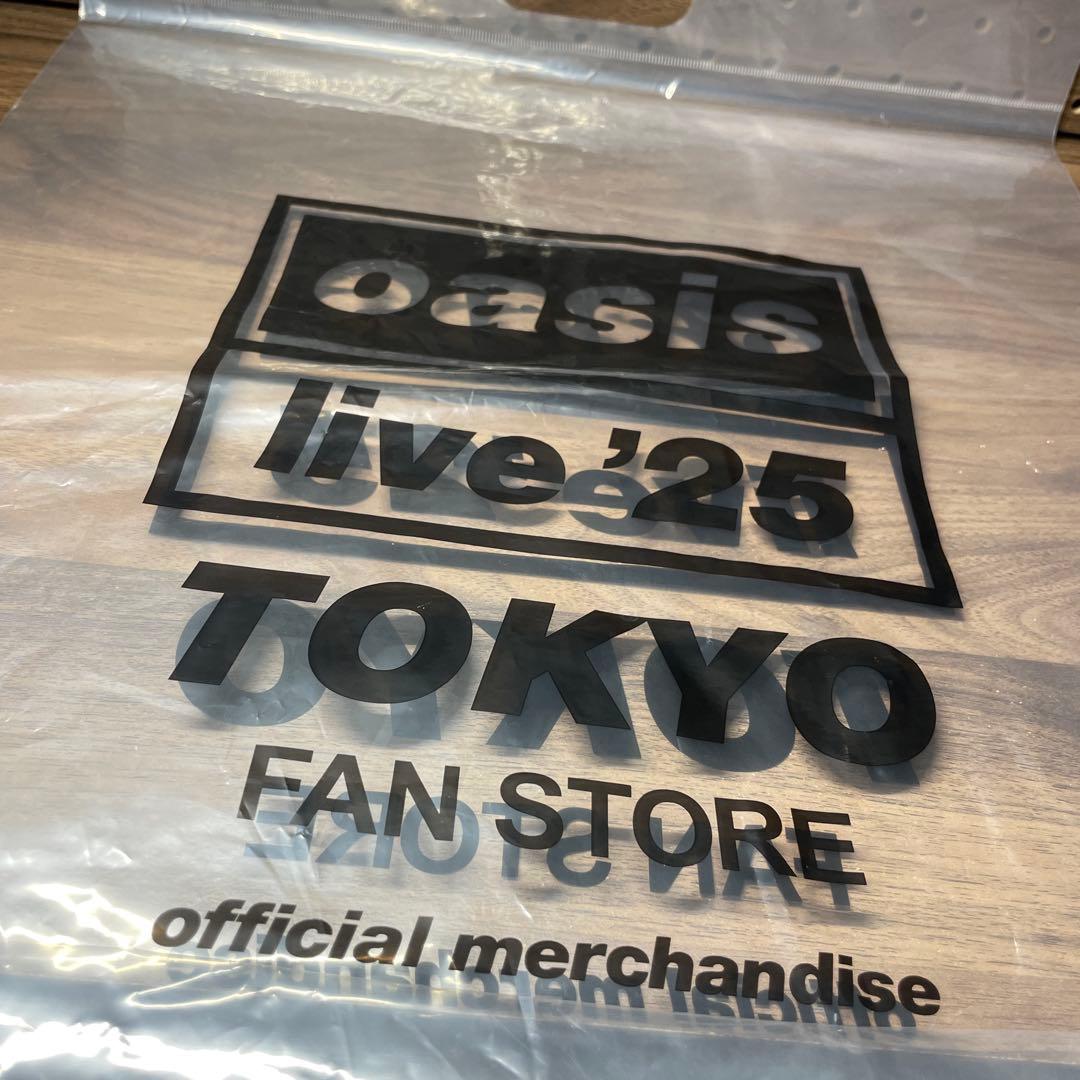 oasis
live '25
TOKYO
FAN STORE
official merchandise